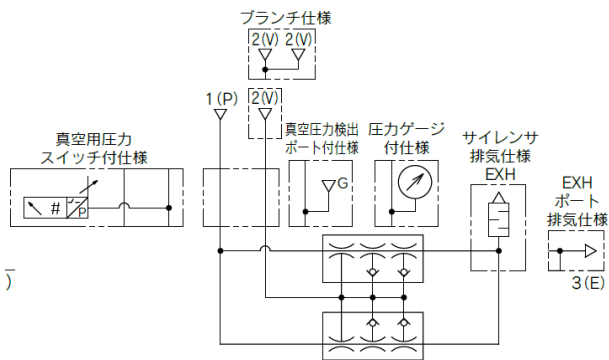 ブランチ仕様
2(V) 2(V)
1(P)
2(V)
真空用圧力
スイッチ付仕様
真空圧力検出
ポート付仕様
圧力ゲージ
付仕様
サイレンサ
排気仕様
EXH
EXH
ポート
排気仕様
#
P
G
3(E)
)